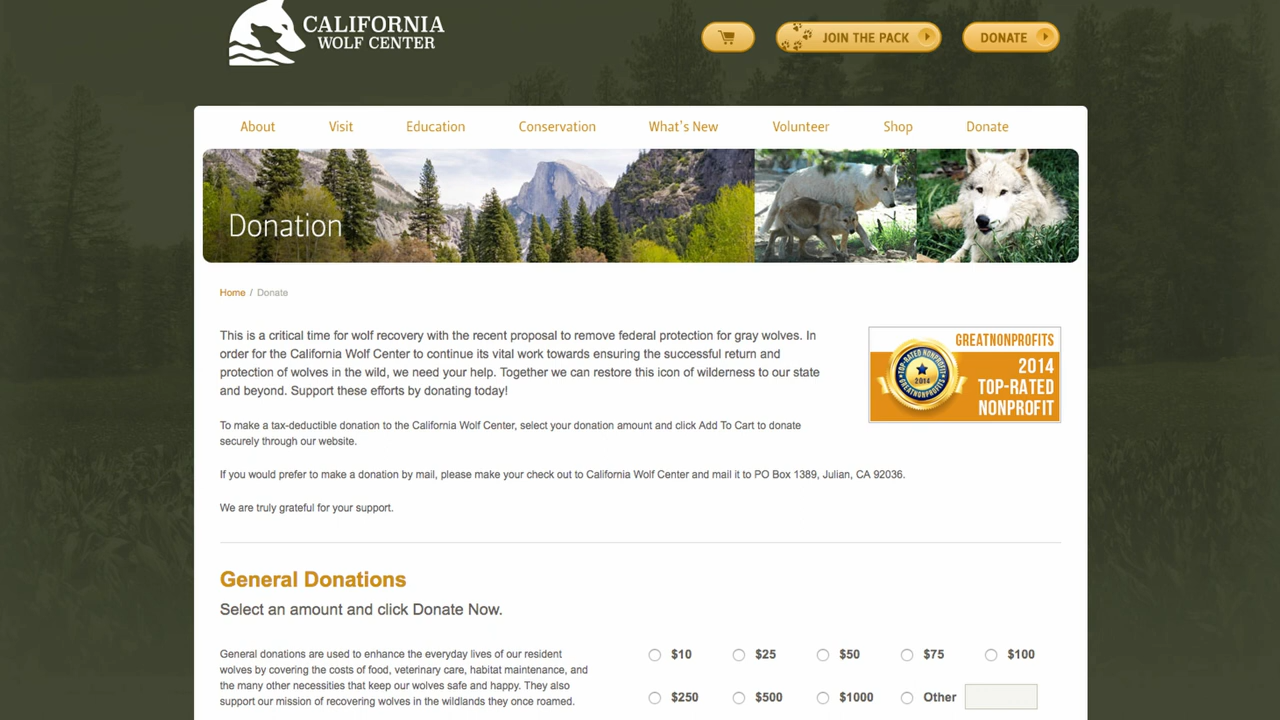 CALIFORNIA
WOLF CENTER
JOIN THE PACK
DONATE
About
Visit
Education
Conservation
What's New
Volunteer
Shop
Donate
Donation
Home / Donate
This is a critical time for wolf recovery with the recent proposal to remove federal protection for gray wolves. In
order for the California Wolf Center to continue its vital work towards ensuring the successful return and
protection of wolves in the wild, we need your help. Together we can restore this icon of wilderness to our state
and beyond. Support these efforts by donating today!
GREATNONPROFITS
TOP-RATED NONPROFIT
2014
GREATNONPROFITS
2014
TOP-RATED
NONPROFIT
To make a tax-deductible donation to the California Wolf Center, select your donation amount and click Add To Cart to donate
securely through our website.
If you would prefer to make a donation by mail, please make your check out to California Wolf Center and mail it to PO Box 1389, Julian, CA 92036.
We are truly grateful for your support.
General Donations
Select an amount and click Donate Now.
General donations are used to enhance the everyday lives of our resident
wolves by covering the costs of food, veterinary care, habitat maintenance, and
the many other necessities that keep our wolves safe and happy. They also
support our mission of recovering wolves in the wildlands they once roamed.
$10 $25 $50 $75 $100
$250 $500 $1000 Other